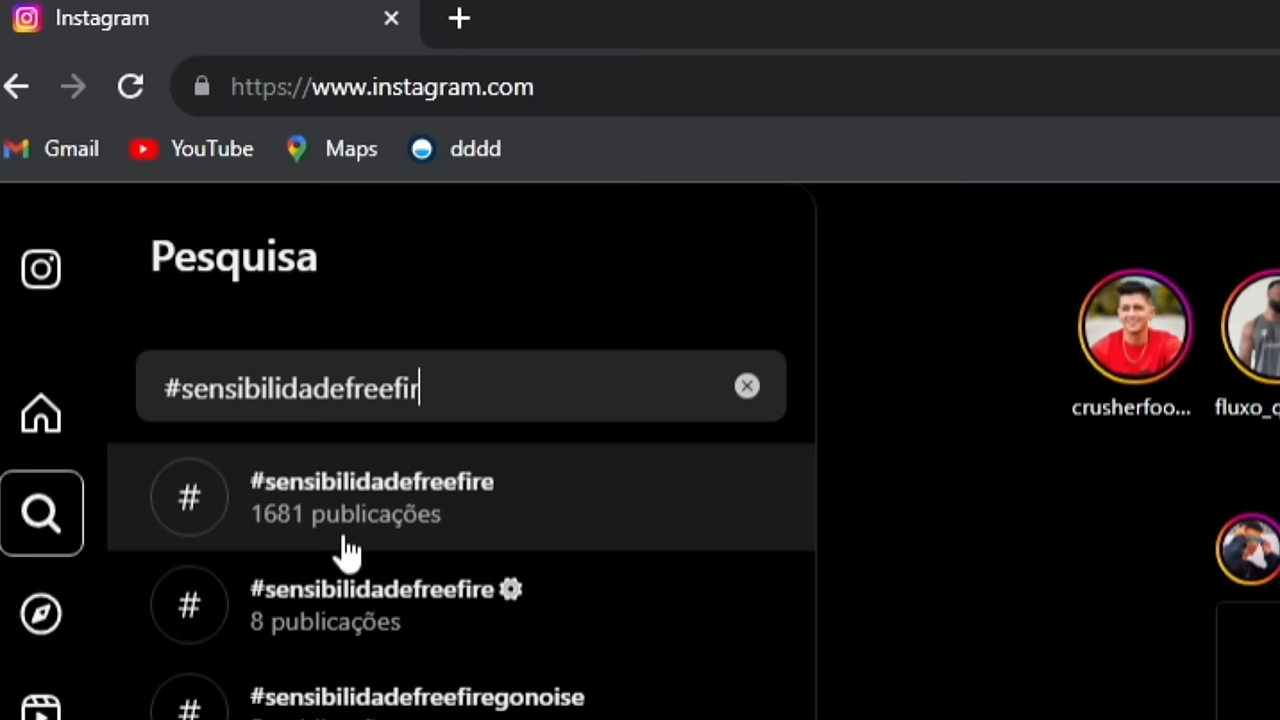 Instagram
https://www.instagram.com
Gmail YouTube Maps dddd
Pesquisa
#sensibilidadefreefir
crusherfoo... fluxo_
# #sensibilidadefreefire
1681 publicações
# #sensibilidadefreefire
8 publicações
# #sensibilidadefreefiregonoise